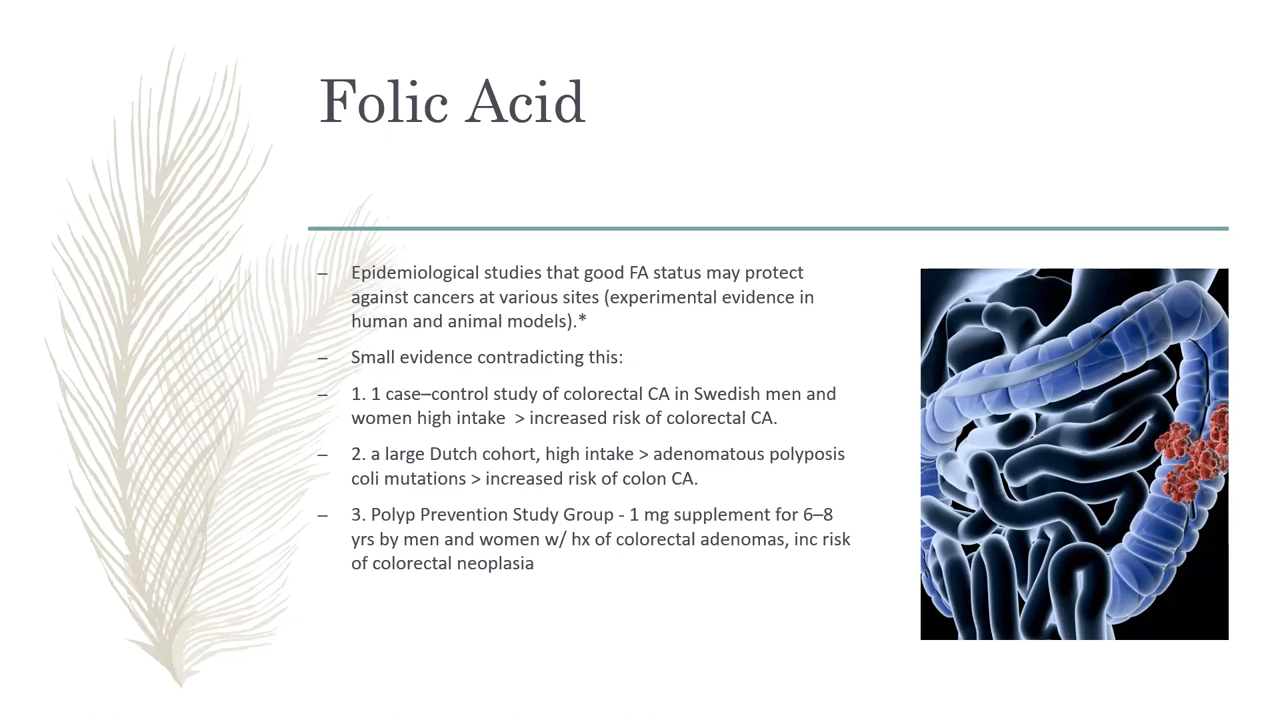 Folic Acid
– Epidemiological studies that good FA status may protect
against cancers at various sites (experimental evidence in
human and animal models).*
– Small evidence contradicting this:
– 1. 1 case–control study of colorectal CA in Swedish men and
women high intake  > increased risk of colorectal CA.
– 2. a large Dutch cohort, high intake > adenomatous polyposis
coli mutations > increased risk of colon CA.
– 3. Polyp Prevention Study Group - 1 mg supplement for 6–8
yrs by men and women w/ hx of colorectal adenomas, inc risk
of colorectal neoplasia